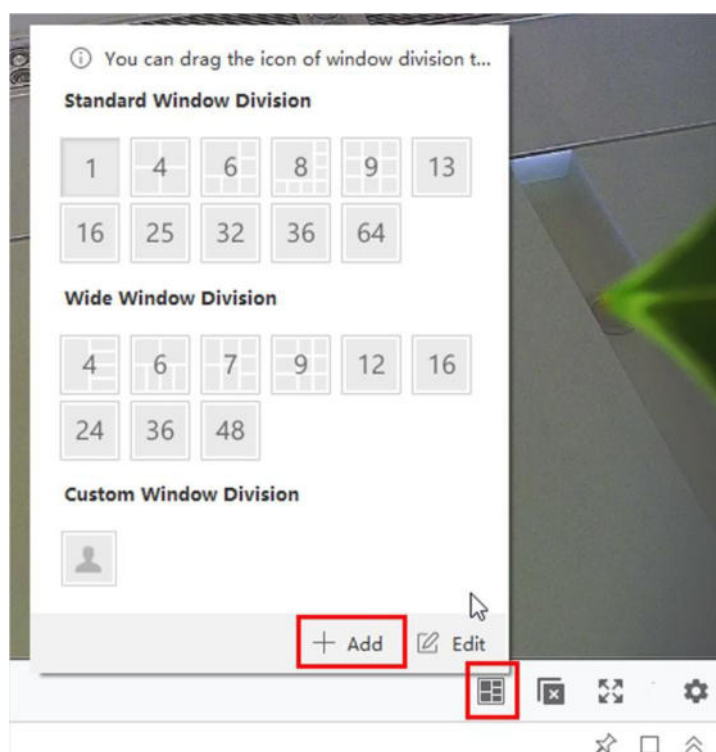 You can drag the icon of window division t...
Standard Window Division
1 4 6 8 9 13
16 25 32 36 64
Wide Window Division
4 6 7 9 12 16
24 36 48
Custom Window Division
Add Edit